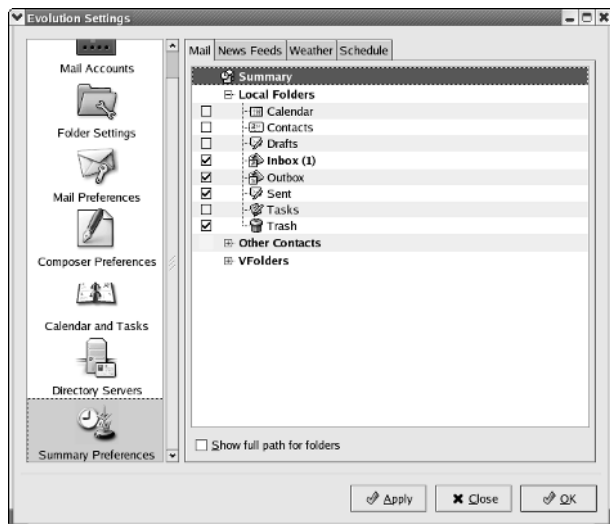 Evolution Settings
Mail Accounts
Folder Settings
Mail Preferences
Composer Preferences
Calendar and Tasks
Directory Servers
Summary Preferences
Mail News Feeds Weather Schedule
Summary
Local Folders
Calendar
Contacts
Drafts
Inbox (1)
Outbox
Sent
Tasks
Trash
Other Contacts
VFolders
Show full path for folders
Apply Close OK